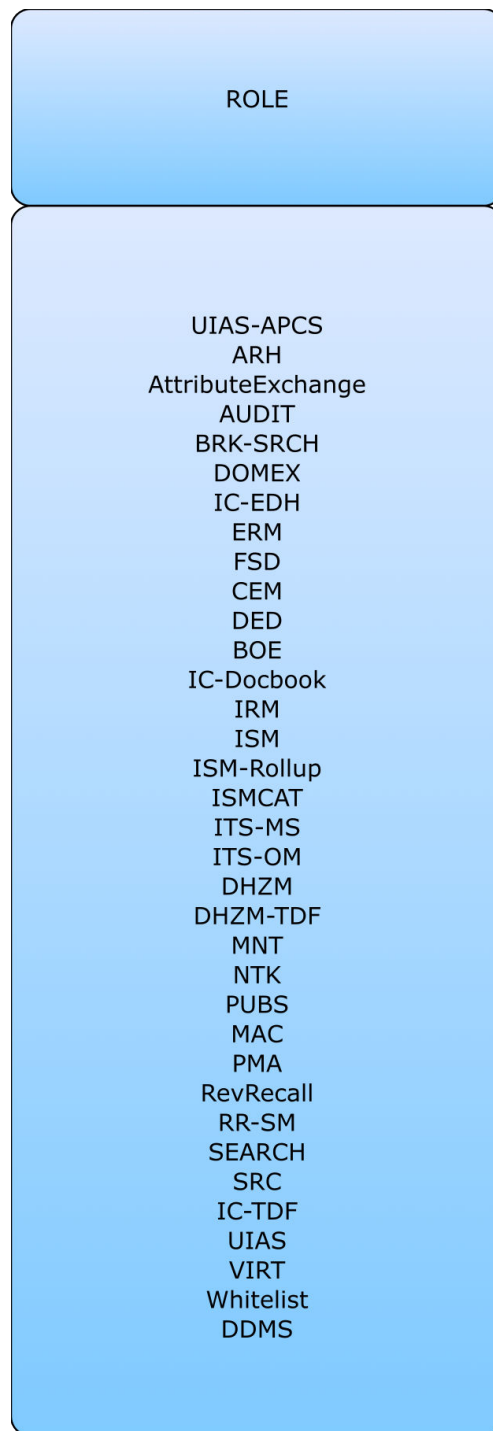 ROLE
UIAS-APCS
ARH
AttributeExchange
AUDIT
BRK-SRCH
DOMEX
IC-EDH
ERM
FSD
CEM
DED
BOE
IC-Docbook
IRM
ISM
ISM-Rollup
ISMCAT
ITS-MS
ITS-OM
DHZM
DHZM-TDF
MNT
NTK
PUBS
MAC
PMA
RevRecall
RR-SM
SEARCH
SRC
IC-TDF
UIAS
VIRT
Whitelist
DDMS